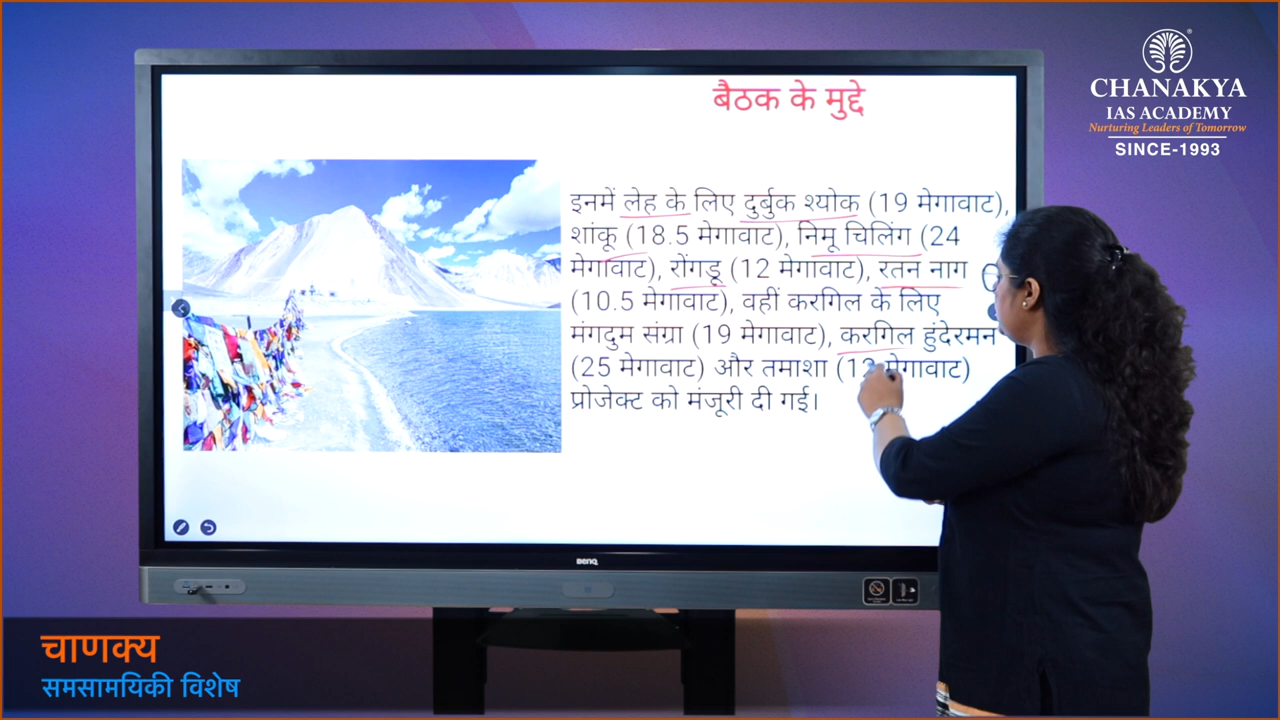 बैठक के मुद्दे
इनमें लेह के लिए दुर्बुक श्योक (19 मेगावाट),
शांकू (18.5 मेगावाट), निमू चिलिंग (24
मेगावाट), रोंगडू (12 मेगावाट), रतन नाग
(10.5 मेगावाट), वहीं करगिल के लिए
मंगदुम संग्रा (19 मेगावाट), करगिल हुंदेरमन
(25 मेगावाट) और तमाशा (12 मेगावाट)
प्रोजेक्ट को मंजूरी दी गई।
BenQ
CHANAKYA
IAS ACADEMY
Nurturing Leaders of Tomorrow
SINCE-1993
चाणक्य
समसामयिकी विशेष